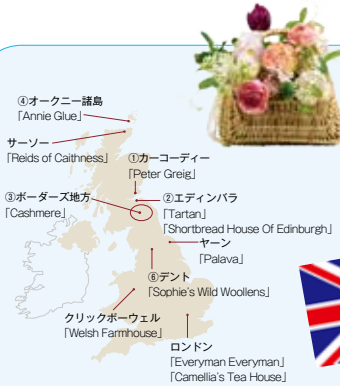 ④オークニー諸島
「Annie Glue」
サーソー
「Reids of Caithness」
①カーコーディー
「Peter Greig」
③ボーダーズ地方
「Cashmere」
②エディンバラ
「Tartan」
「Shortbread House Of Edinburgh」
ヤーン
「Palava」
⑥デント
「Sophie's Wild Woollens」
クリックボーウェル
「Welsh Farmhouse」
ロンドン
「Everyman Everyman」
「Camellia's Tea House」